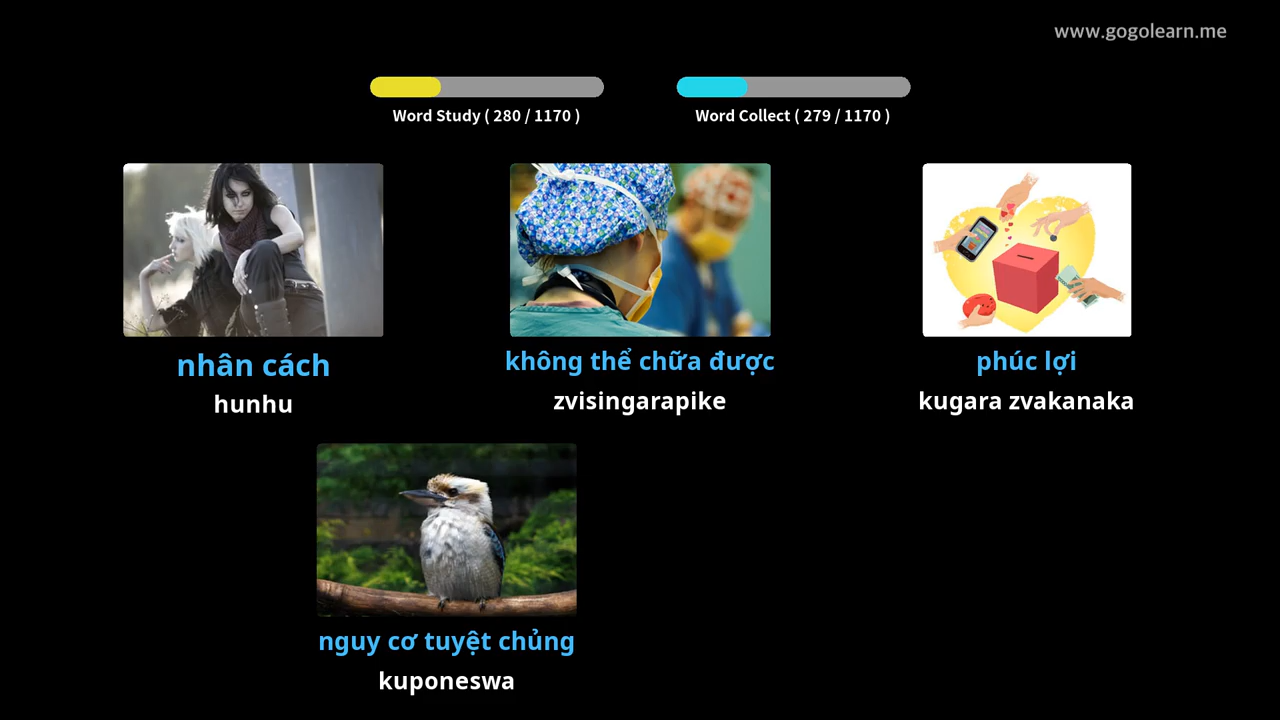 www.gogolearn.me
Word Study ( 280 / 1170 )
Word Collect ( 279 / 1170 )
nhân cách
hunhu
không thể chữa được
zvisingarapike
phúc lợi
kugara zvakanaka
nguy cơ tuyệt chủng
kuponeswa